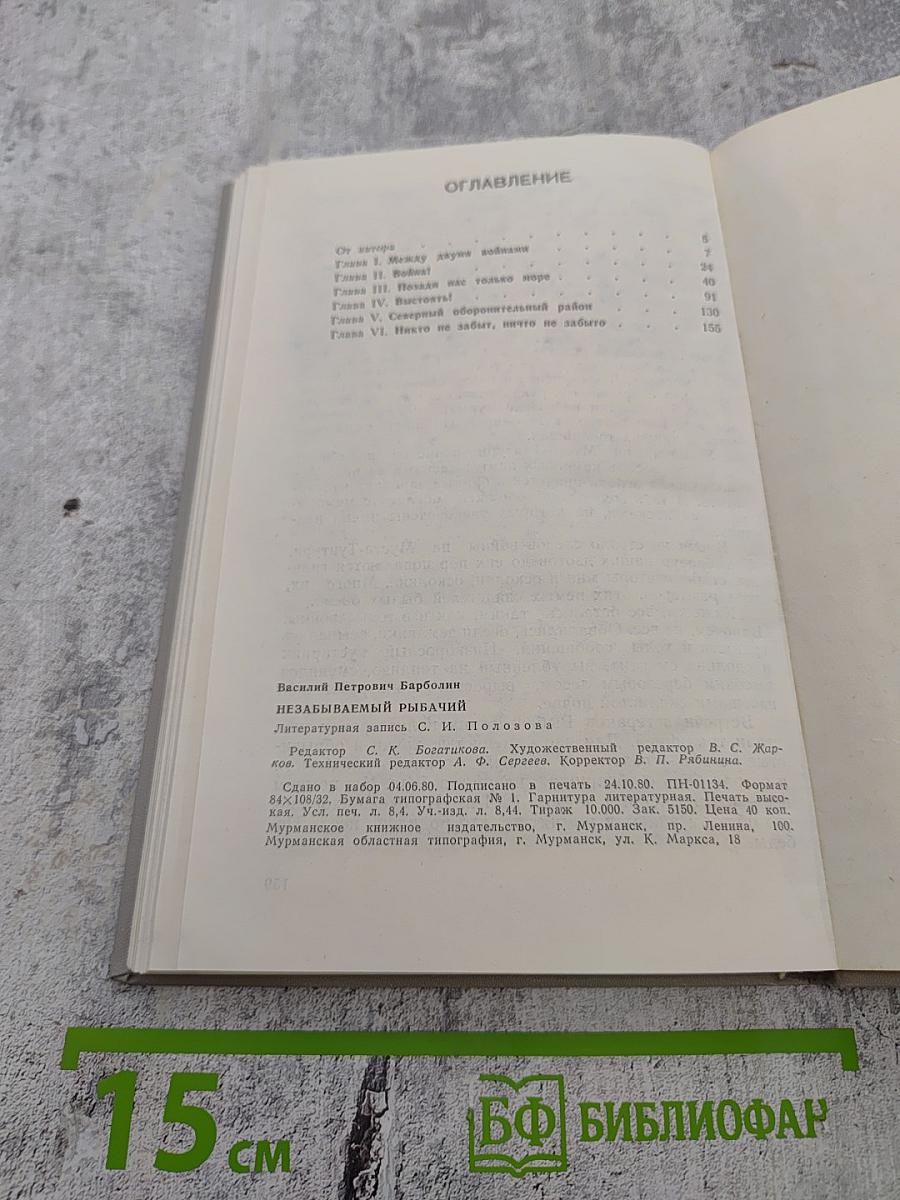 ОГЛАВЛЕНИЕ
От автора . . . . . . . . . 5
Глава I. Между двумя войнами . . . . . . 7
Глава II. Война! . . . . . . . . 24
Глава III. Позади нас только море . . . . . 40
Глава IV. Выстоять! . . . . . . . . 91
Глава V. Северный оборонительный район . . . . 130
Глава VI. Никто не забыт, ничто не забыто . . . . 155
Василий Петрович Барболин
НЕЗАБЫВАЕМЫЙ РЫБАЧИЙ
Литературная запись С. И. Полозова
Редактор С. К. Богатикова. Художественный редактор В. С. Жар-
ков. Технический редактор А. Ф. Сергеев. Корректор В. П. Рябинина.
Сдано в набор 04.06.80. Подписано в печать 24.10.80. ПН-01134. Формат
84×108/32. Бумага типографская № 1. Гарнитура литературная. Печать высо-
кая. Усл. печ. л. 8,4. Уч.-изд. л. 8,44. Тираж 10.000. Зак. 5150. Цена 40 коп.
Мурманское книжное издательство, г. Мурманск, пр. Ленина, 100.
Мурманская областная типография, г. Мурманск, ул. К. Маркса, 18
15 см
БФ БИБЛИОФАН